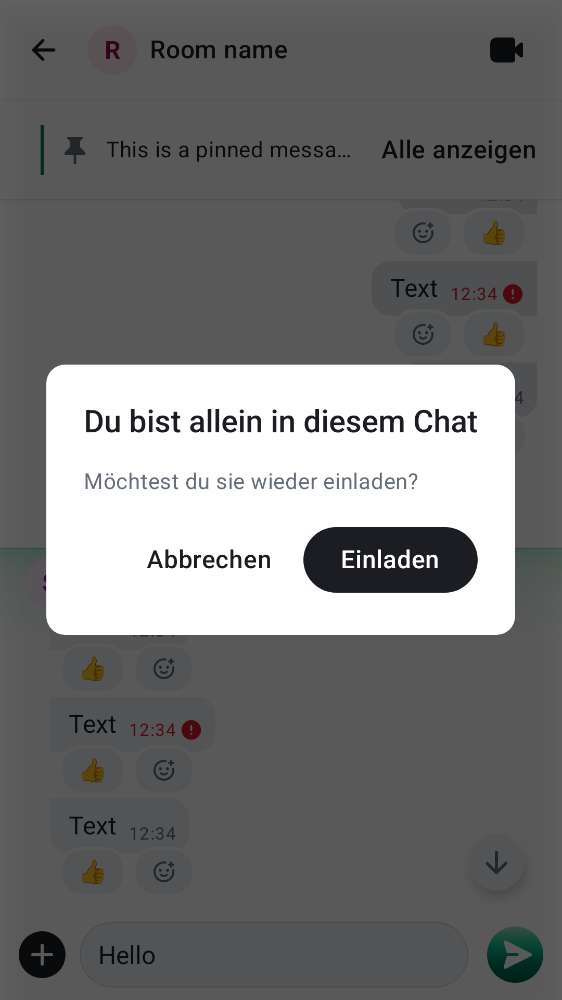 R Room name
This is a pinned messa… Alle anzeigen
Text 12:34
Du bist allein in diesem Chat
Möchtest du sie wieder einladen?
Abbrechen Einladen
Text 12:34
Text 12:34
Hello